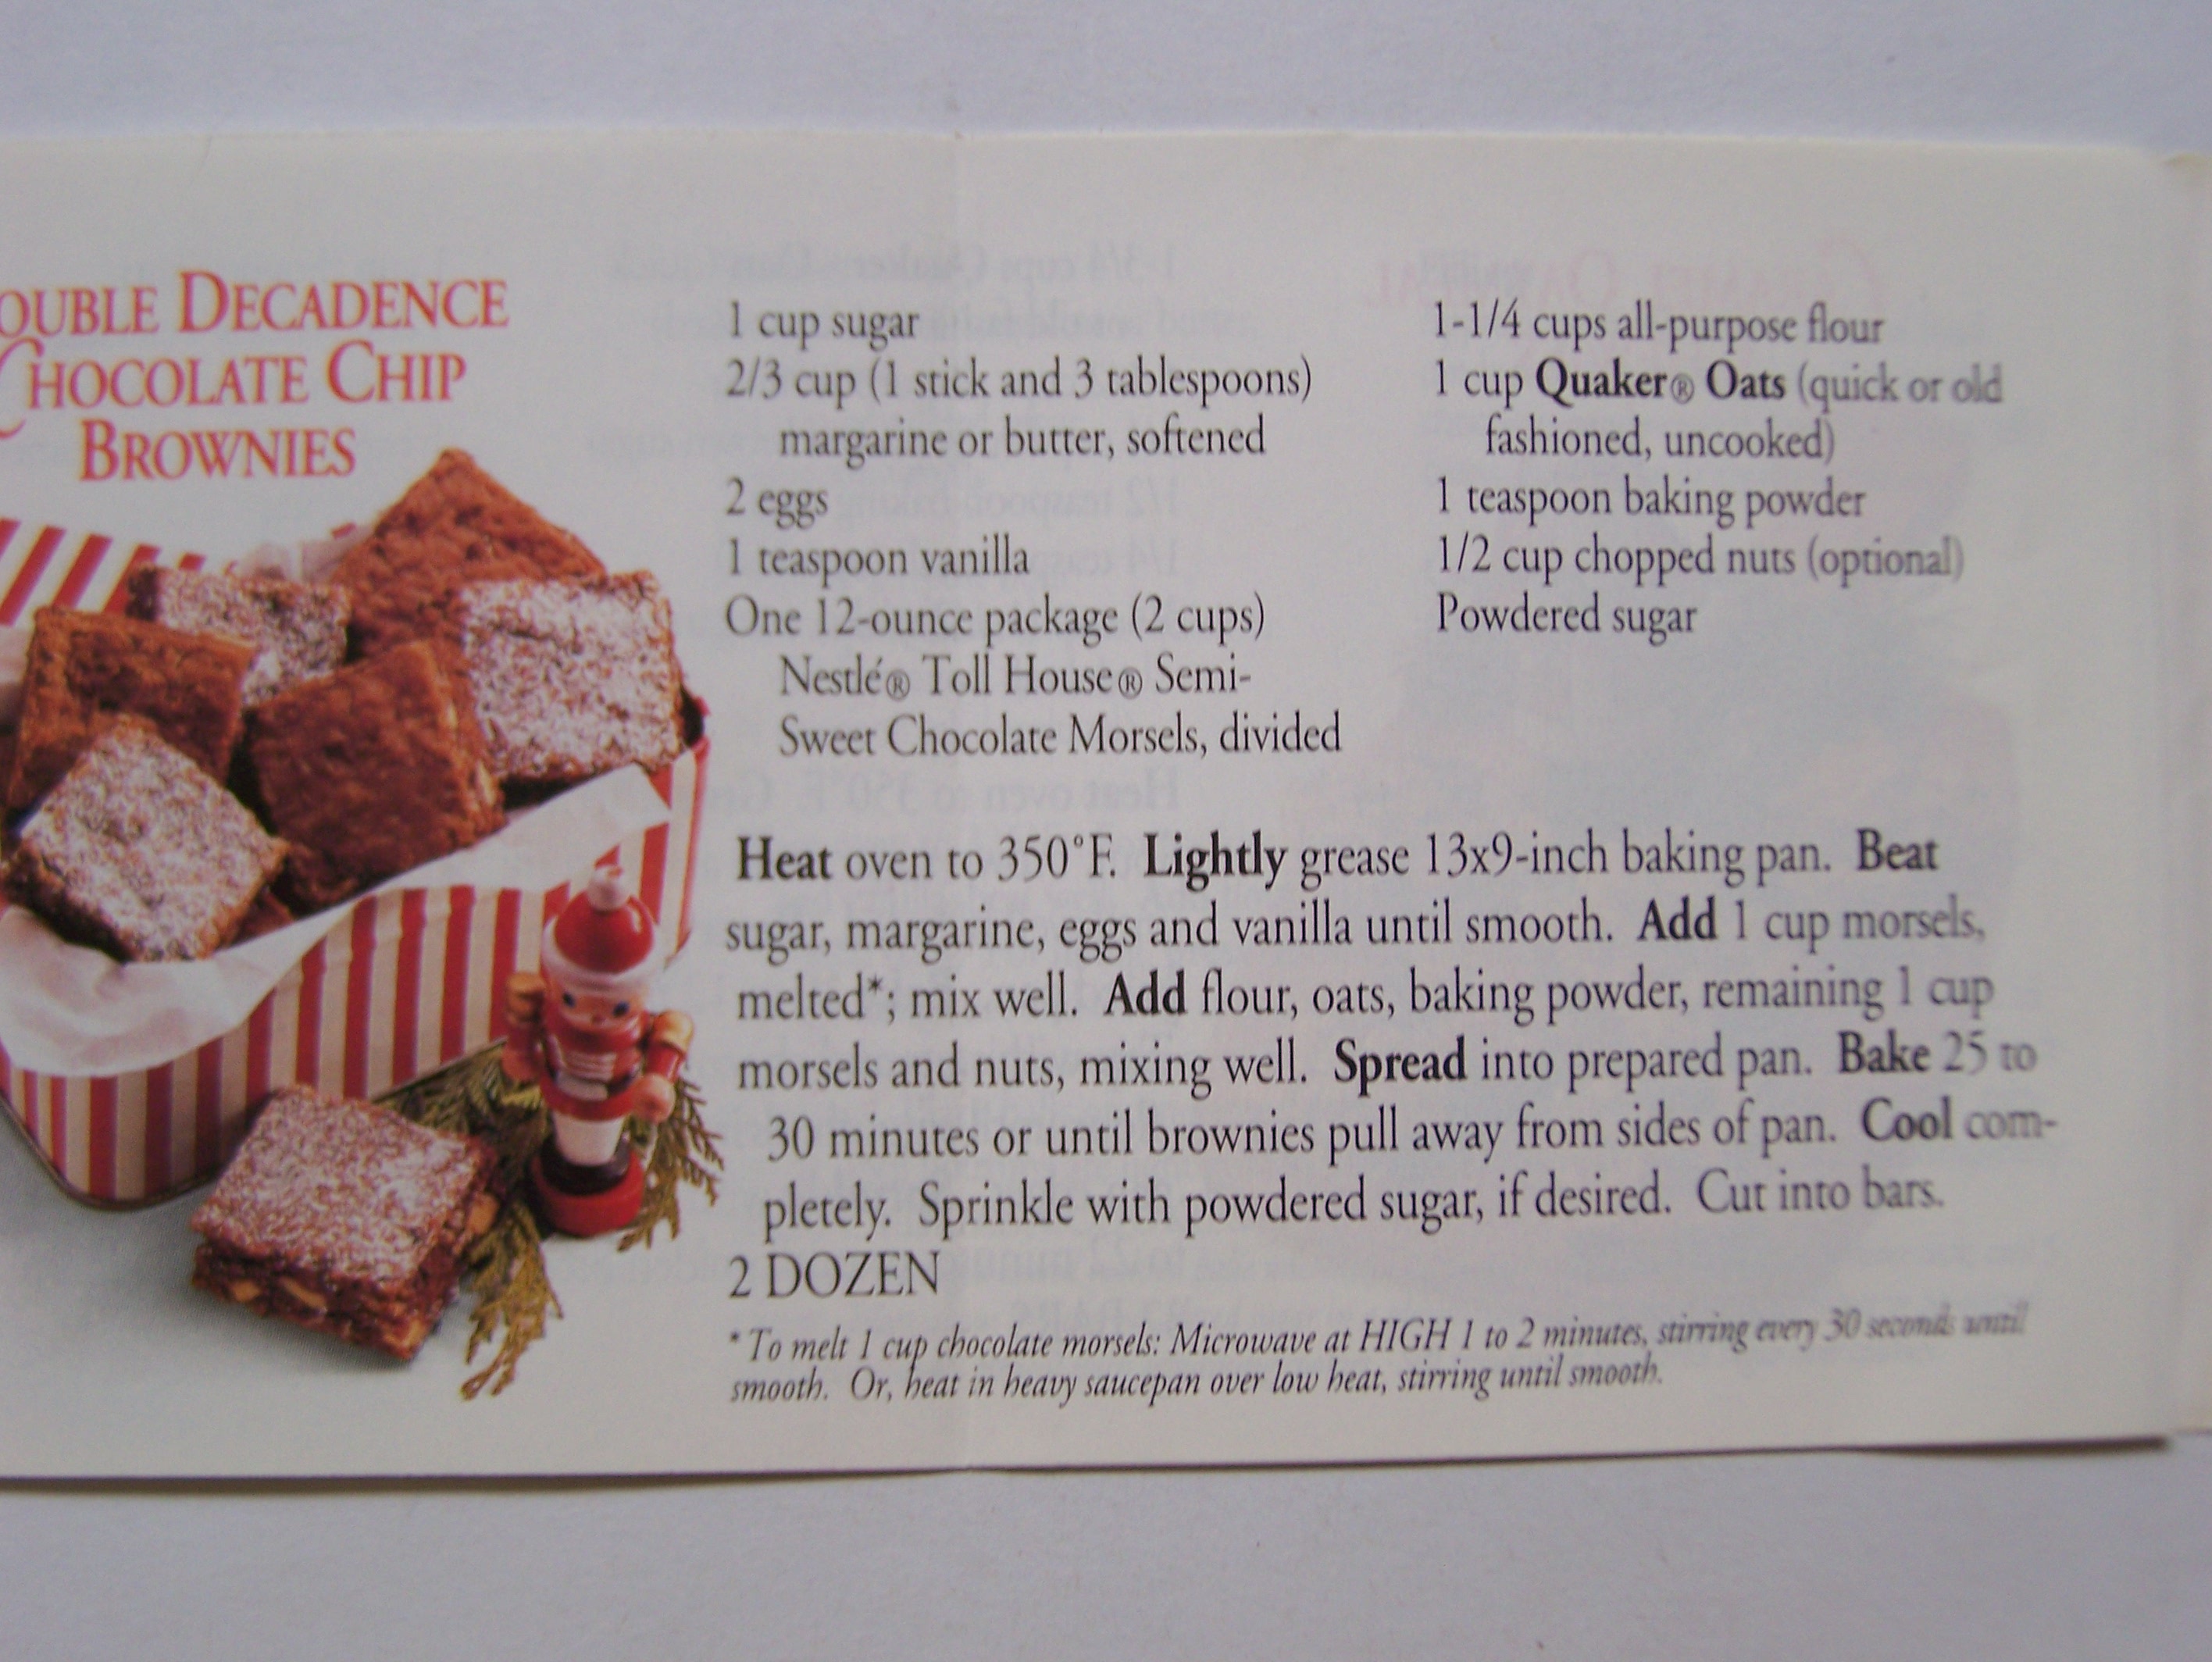 OUBLE DECADENCE
CHOCOLATE CHIP
BROWNIES
1 cup sugar
2/3 cup (1 stick and 3 tablespoons)
margarine or butter, softened
2 eggs
1 teaspoon vanilla
One 12-ounce package (2 cups)
Nestlé® Toll House® Semi-
Sweet Chocolate Morsels, divided
1-1/4 cups all-purpose flour
1 cup Quaker® Oats (quick or old
fashioned, uncooked)
1 teaspoon baking powder
1/2 cup chopped nuts (optional)
Powdered sugar
Heat oven to 350°F. Lightly grease 13x9-inch baking pan. Beat
sugar, margarine, eggs and vanilla until smooth. Add 1 cup morsels,
melted*; mix well. Add flour, oats, baking powder, remaining 1 cup
morsels and nuts, mixing well. Spread into prepared pan. Bake 25 to
30 minutes or until brownies pull away from sides of pan. Cool com-
pletely. Sprinkle with powdered sugar, if desired. Cut into bars.
2 DOZEN
* To melt 1 cup chocolate morsels: Microwave at HIGH 1 to 2 minutes, stirring every 30 seconds until
smooth. Or, heat in heavy saucepan over low heat, stirring until smooth.